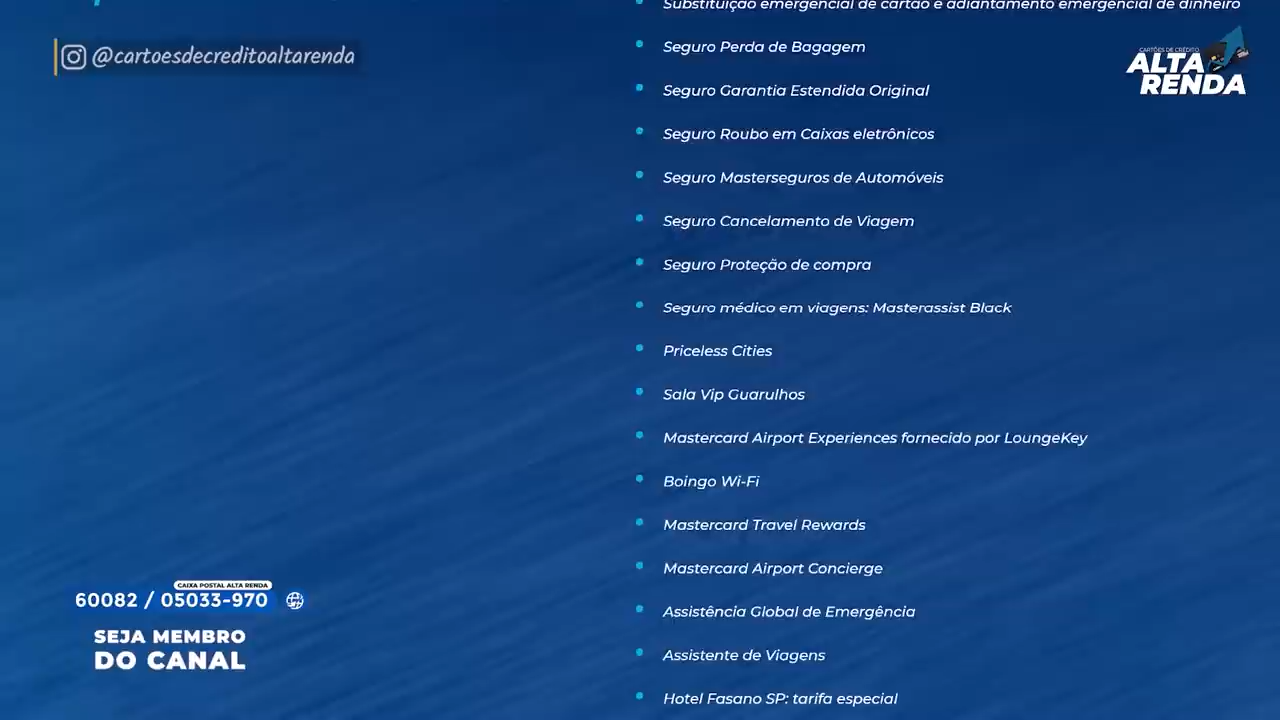 Substituição emergencial de cartão e adiantamento emergencial de dinheiro
@cartoesdecreditoaltarenda
Seguro Perda de Bagagem
CARTÕES DE CRÉDITO
ALTA
RENDA
Seguro Garantia Estendida Original
Seguro Roubo em Caixas eletrônicos
Seguro Masterseguros de Automóveis
Seguro Cancelamento de Viagem
Seguro Proteção de compra
Seguro médico em viagens: Masterassist Black
Priceless Cities
Sala Vip Guarulhos
Mastercard Airport Experiences fornecido por LoungeKey
Boingo Wi-Fi
Mastercard Travel Rewards
Mastercard Airport Concierge
Assistência Global de Emergência
Assistente de Viagens
Hotel Fasano SP: tarifa especial
CAIXA POSTAL ALTA RENDA
60082 / 05033-970
SEJA MEMBRO
DO CANAL